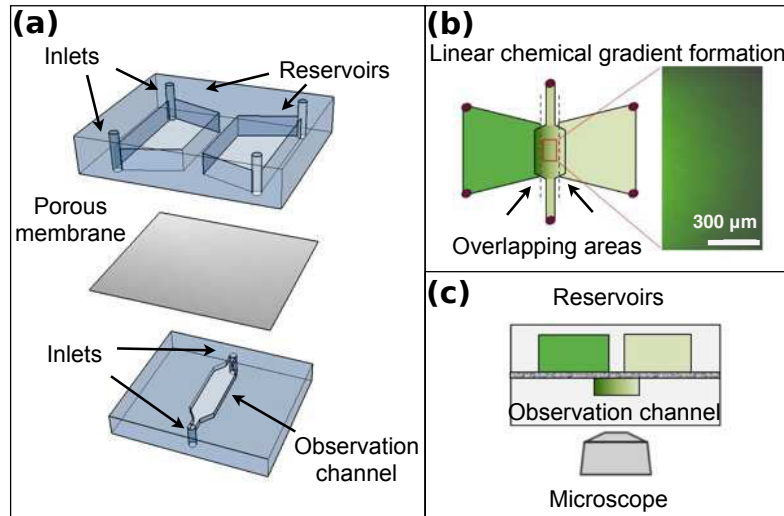 (a)
Inlets
Reservoirs
Porous
membrane
Inlets
Observation
channel
(b)
Linear chemical gradient formation
300 µm
Overlapping areas
(c)
Reservoirs
Observation channel
Microscope